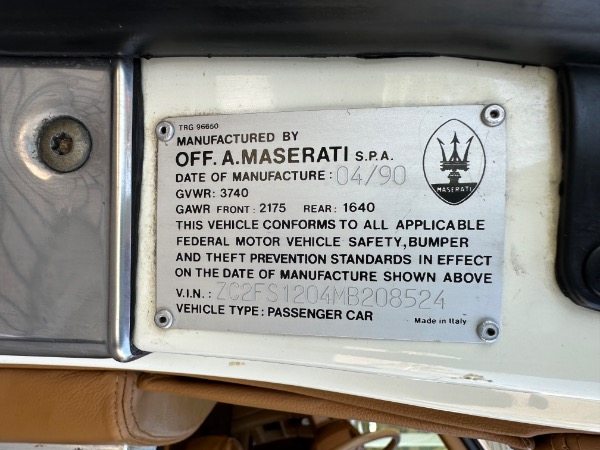 TRG 96650
MANUFACTURED BY
OFF. A.MASERATI S.P.A.
DATE OF MANUFACTURE: 04/90
GVWR: 3740
GAWR FRONT: 2175 REAR: 1640
THIS VEHICLE CONFORMS TO ALL APPLICABLE
FEDERAL MOTOR VEHICLE SAFETY, BUMPER
AND THEFT PREVENTION STANDARDS IN EFFECT
ON THE DATE OF MANUFACTURE SHOWN ABOVE
V.I.N.: ZC2FS1204MB208524
VEHICLE TYPE: PASSENGER CAR
Made in Italy
MASERATI